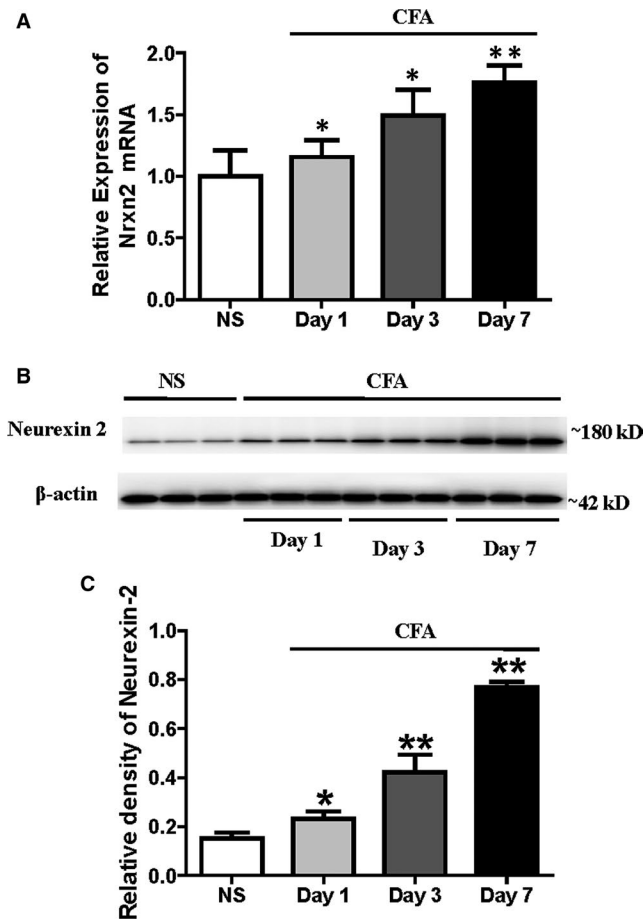 A
CFA
Relative Expression of
Nrxn2 mRNA
2.0
1.5
1.0
0.5
0.0
*
*
**
NS Day 1 Day 3 Day 7
B
NS CFA
Neurexin 2 ~180 kD
β-actin ~42 kD
Day 1 Day 3 Day 7
C
CFA
Relative density of Neurexin-2
1.0
0.8
0.6
0.4
0.2
0.0
*
**
**
NS Day 1 Day 3 Day 7